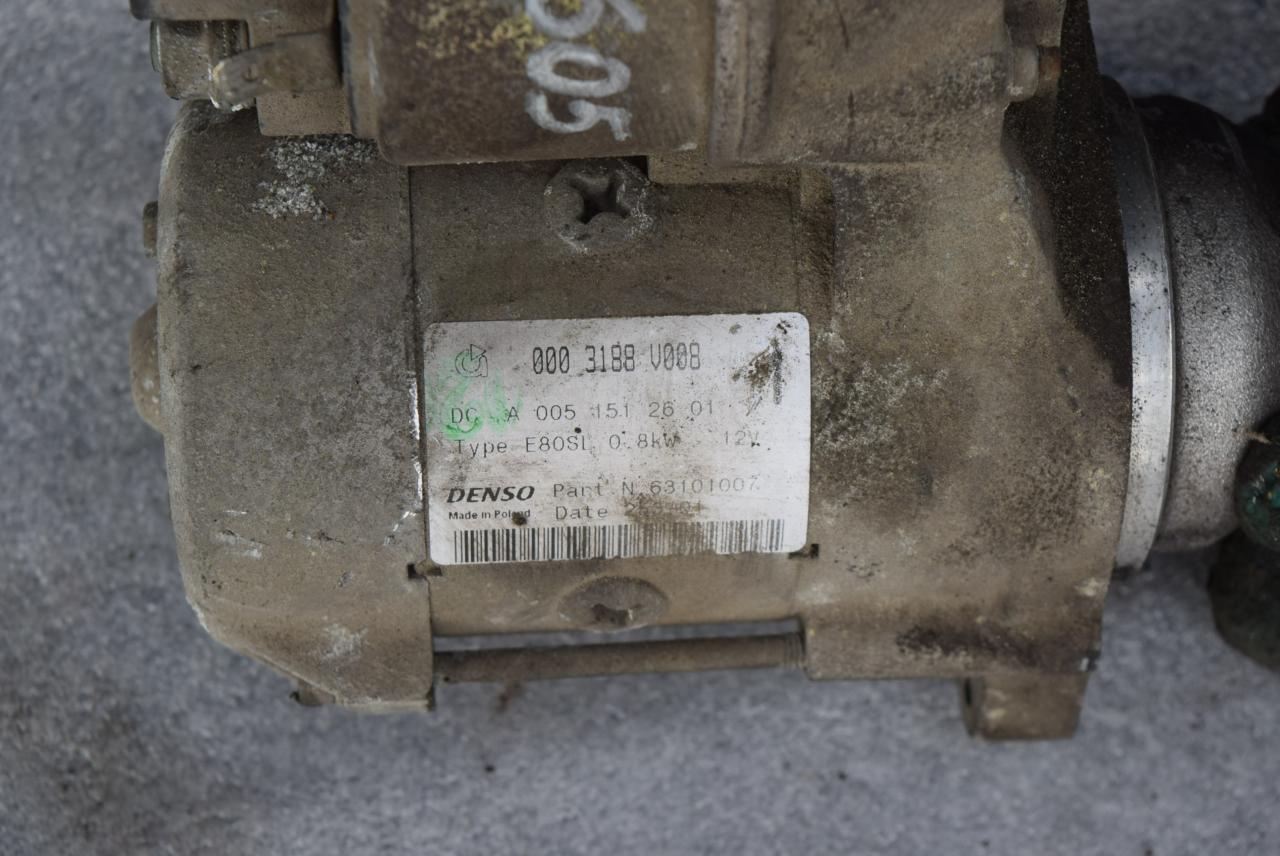 605
000 3188 V008
DC A 005 151 26 01
Type E80SL 0.8kW 12V
DENSO Part N. 63101007
Made in Poland Date